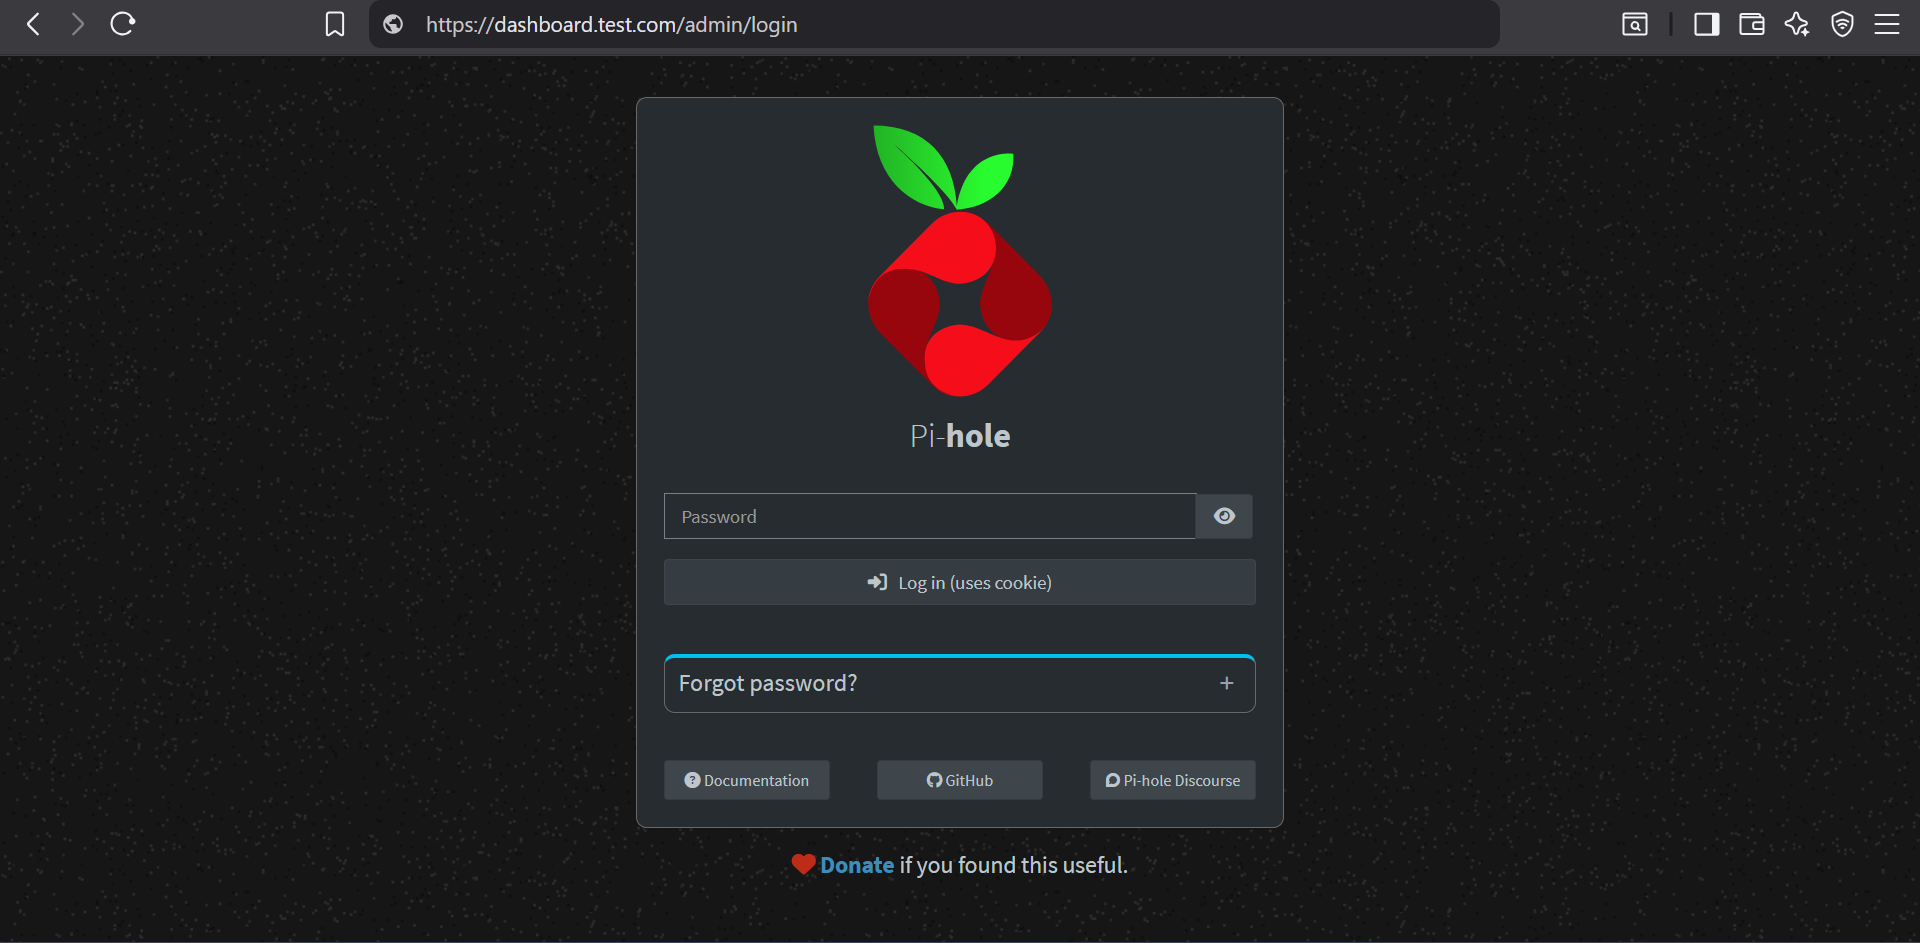 https://dashboard.test.com/admin/login
Pi-hole
Password
Log in (uses cookie)
Forgot password?
Documentation
GitHub
Pi-hole Discourse
Donate if you found this useful.